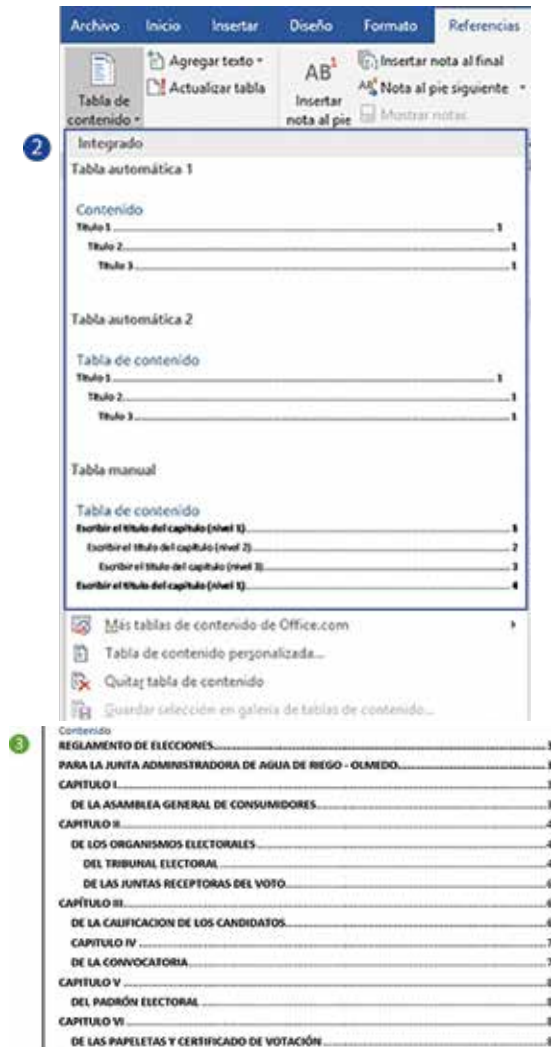 Archivo Inicio Insertar Diseño Formato Referencias
Agregar texto
Actualizar tabla
Tabla de contenido
AB1
Insertar nota al pie
Insertar nota al final
Nota al pie siguiente
Mostrar notas
2
Integrado
Tabla automática 1
Contenido
Título 1 1
Título 2 1
Título 3 1
Tabla automática 2
Tabla de contenido
Título 1 1
Título 2 1
Título 3 1
Tabla manual
Tabla de contenido
Escribir el título del capítulo (nivel 1) 1
Escribir el título del capítulo (nivel 2) 2
Escribir el título del capítulo (nivel 3) 3
Escribir el título del capítulo (nivel 1) 4
Más tablas de contenido de Office.com
Tabla de contenido personalizada...
Quitar tabla de contenido
Guardar selección en galería de tablas de contenido...
3
Contenido
REGLAMENTO DE ELECCIONES
PARA LA JUNTA ADMINISTRADORA DE AGUA DE RIEGO - OLMEDO
CAPITULO I
DE LA ASAMBLEA GENERAL DE CONSUMIDORES
CAPITULO II 4
DE LOS ORGANISMOS ELECTORALES 4
DEL TRIBUNAL ELECTORAL 4
DE LAS JUNTAS RECEPTORAS DEL VOTO
CAPÍTULO III
DE LA CALIFICACION DE LOS CANDIDATOS
CAPITULO IV 7
DE LA CONVOCATORIA 7
CAPITULO V
DEL PADRÓN ELECTORAL
CAPITULO VI
DE LAS PAPELETAS Y CERTIFICADO DE VOTACIÓN